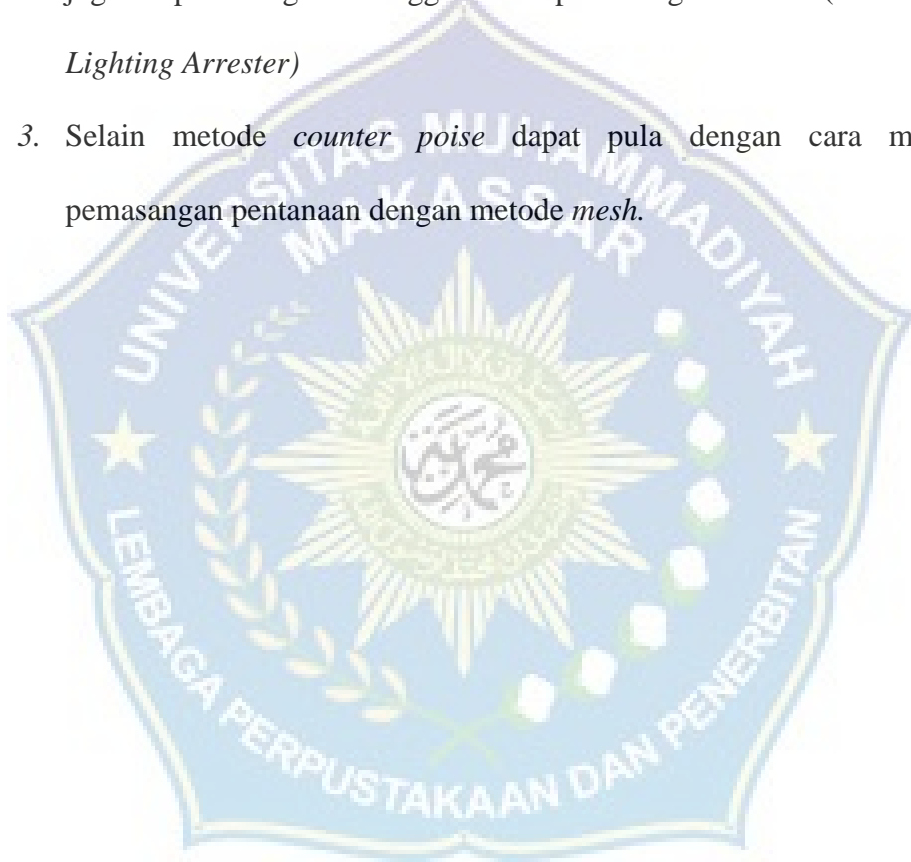 Lighting Arrester)
3. Selain metode counter poise dapat pula dengan cara m
pemasangan pentanaan dengan metode mesh.
UNIVERSITAS MUHAMMADIYAH
MAKASSAR
LEMBAGA PERPUSTAKAAN DAN PENERBITAN